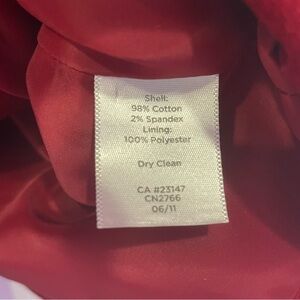 Shell:
98% Cotton
2% Spandex
Lining:
100% Polyester
Dry Clean
CA #23147
CN2766
06/11